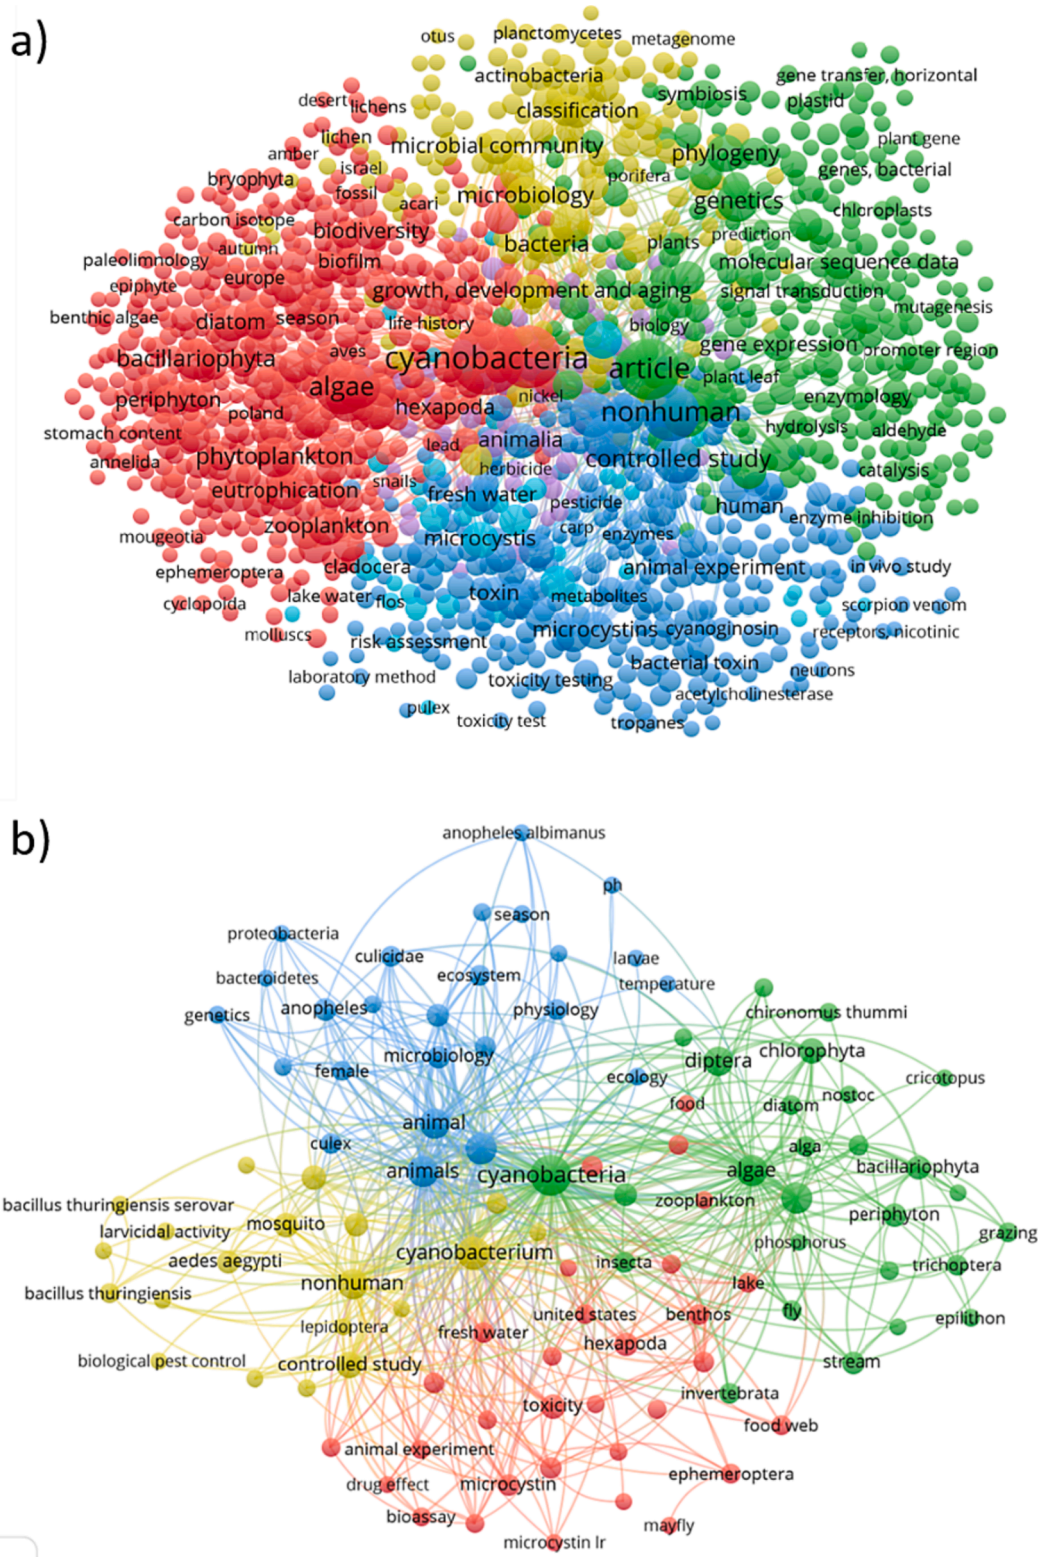 a)
otus
planctomycetes
metagenome
actinobacteria
gene transfer, horizontal
desert
lichens
classification
symbiosis
plastid
lichen
microbial community
phylogeny
plant gene
amber
israel
porifera
genes, bacterial
bryophyta
fossil
acari
microbiology
genetics
chloroplasts
carbon isotope
biodiversity
bacteria
plants
prediction
autumn
paleolimnology
biofilm
molecular sequence data
epiphyte
europe
growth, development and aging
signal transduction
mutagenesis
benthic algae
diatom
season
life history
biology
bacillariophyta
aves
cyanobacteria
article
gene expression
promoter region
algae
plant leaf
periphyton
poland
hexapoda
nickel
nonhuman
enzymology
stomach content
lead
animalia
hydrolysis
aldehyde
annelida
phytoplankton
herbicide
controlled study
catalysis
eutrophication
snails
fresh water
pesticide
human
enzyme inhibition
zooplankton
microcystis
carp
enzymes
mougeotia
cladocera
animal experiment
in vivo study
ephemeroptera
lake water
flos
toxin
metabolites
scorpion venom
cyclopoida
molluscs
risk assessment
microcystins
cyanoginosin
receptors, nicotinic
laboratory method
toxicity testing
bacterial toxin
neurons
acetylcholinesterase
pulex
toxicity test
tropanes
b)
anopheles albimanus
ph
season
proteobacteria
culicidae
larvae
bacteroidetes
ecosystem
temperature
genetics
anopheles
physiology
chironomus thummi
microbiology
diptera
chlorophyta
female
ecology
cricotopus
food
diatom
nostoc
animal
culex
alga
animals
cyanobacteria
algae
bacillariophyta
bacillus thuringiensis serovar
zooplankton
periphyton
larvicidal activity
mosquito
grazing
aedes aegypti
cyanobacterium
insecta
phosphorus
trichoptera
bacillus thuringiensis
nonhuman
lake
lepidoptera
fresh water
united states
benthos
fly
epilithon
hexapoda
biological pest control
controlled study
stream
toxicity
invertebrata
food web
animal experiment
drug effect
microcystin
ephemeroptera
bioassay
mayfly
microcystin lr